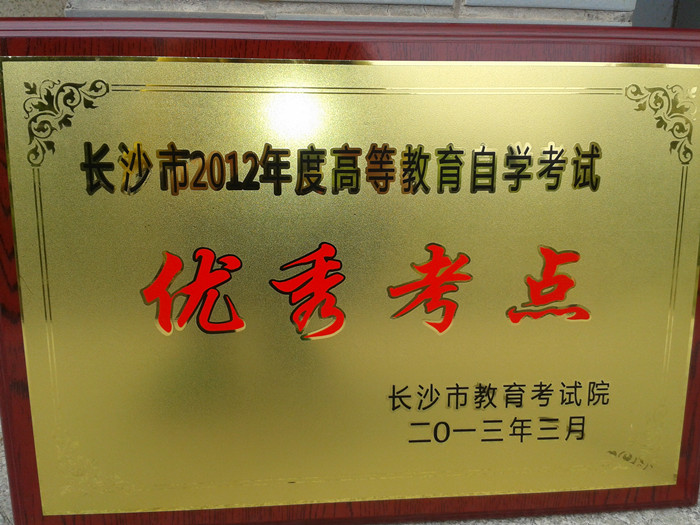 长沙市2012年度高等教育自学考试
优秀考点
长沙市教育考试院
二O一三年三月